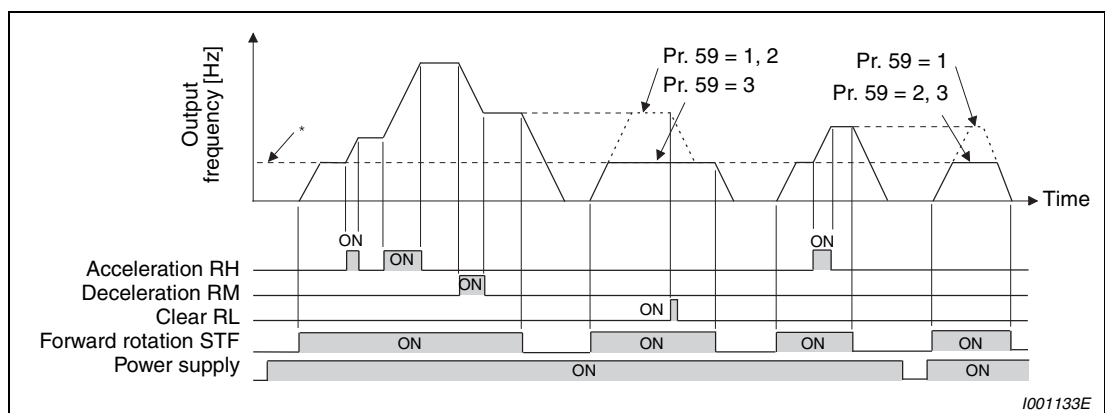 Output
frequency [Hz]
*
Pr. 59 = 1, 2
Pr. 59 = 3
Pr. 59 = 1
Pr. 59 = 2, 3
Time
ON
ON
ON
Acceleration RH
ON
Deceleration RM
ON
Clear RL
Forward rotation STF
ON
ON
ON
ON
Power supply
ON
ON
I001133E